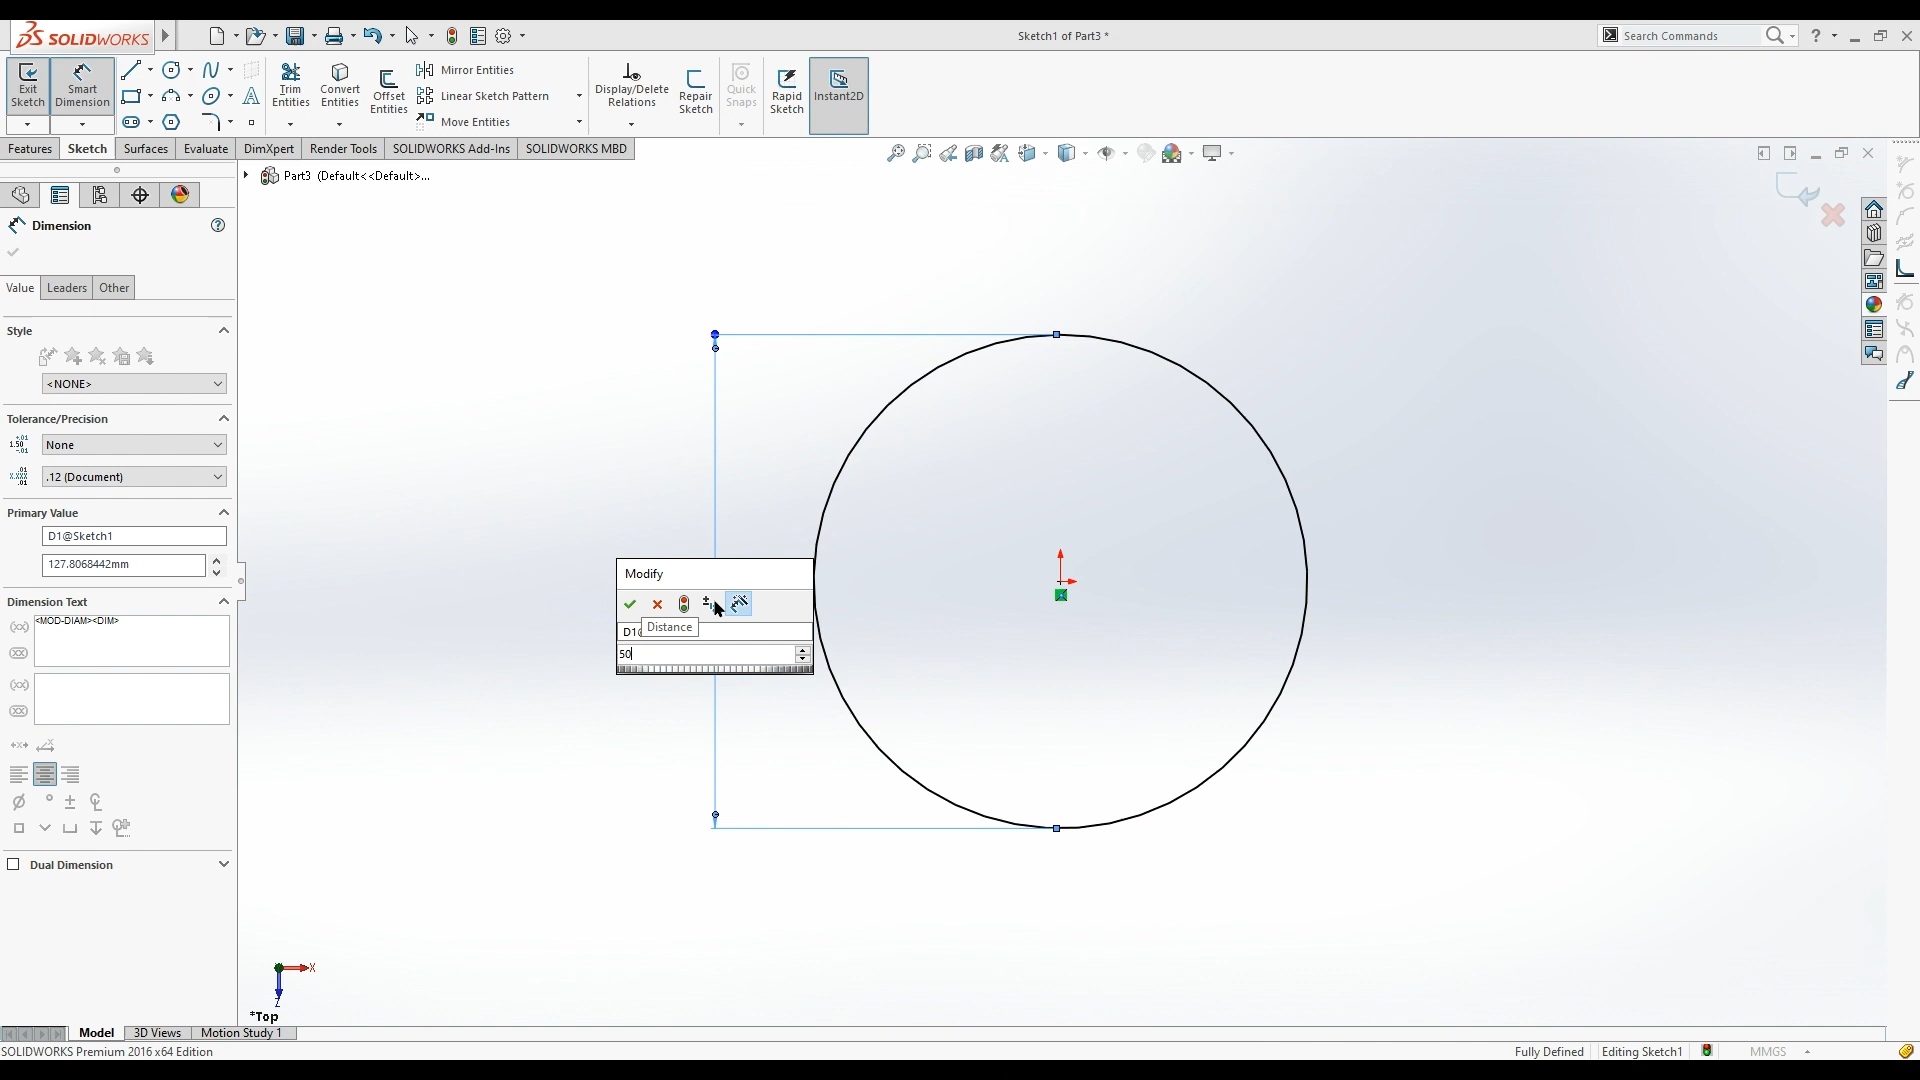 SOLIDWORKS
Sketch1 of Part3 *
Search Commands
?
Exit Sketch
Smart Dimension
Trim Entities
Convert Entities
Offset Entities
Mirror Entities
Linear Sketch Pattern
Move Entities
Display/Delete Relations
Repair Sketch
Quick Snaps
Rapid Sketch
Instant2D
Features
Sketch
Surfaces
Evaluate
DimXpert
Render Tools
SOLIDWORKS Add-Ins
SOLIDWORKS MBD
Part3 (Default<<Default>...
Dimension
?
Value
Leaders
Other
Style
<NONE>
Tolerance/Precision
None
.12 (Document)
Primary Value
D1@Sketch1
127.8068442mm
Dimension Text
<MOD-DIAM><DIM>
Dual Dimension
Modify
Distance
50
X
Z
*Top
Model
3D Views
Motion Study 1
SOLIDWORKS Premium 2016 x64 Edition
Fully Defined
Editing Sketch1
MMGS